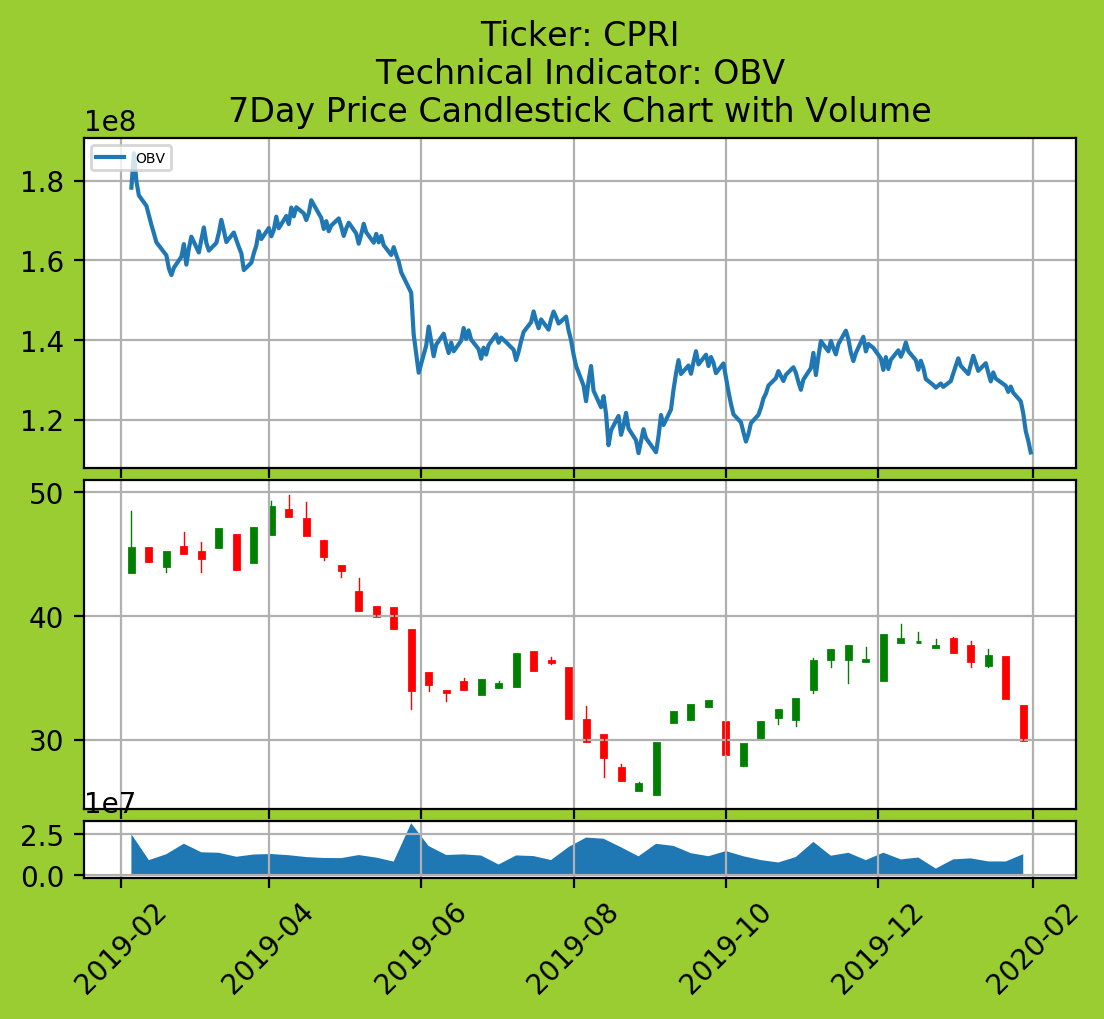 Ticker: CPRI
Technical Indicator: OBV
7Day Price Candlestick Chart with Volume
1e8
OBV
1.8
1.6
1.4
1.2
50
40
30
1e7
2.5
0.0
2019-02
2019-04
2019-06
2019-08
2019-10
2019-12
2020-02